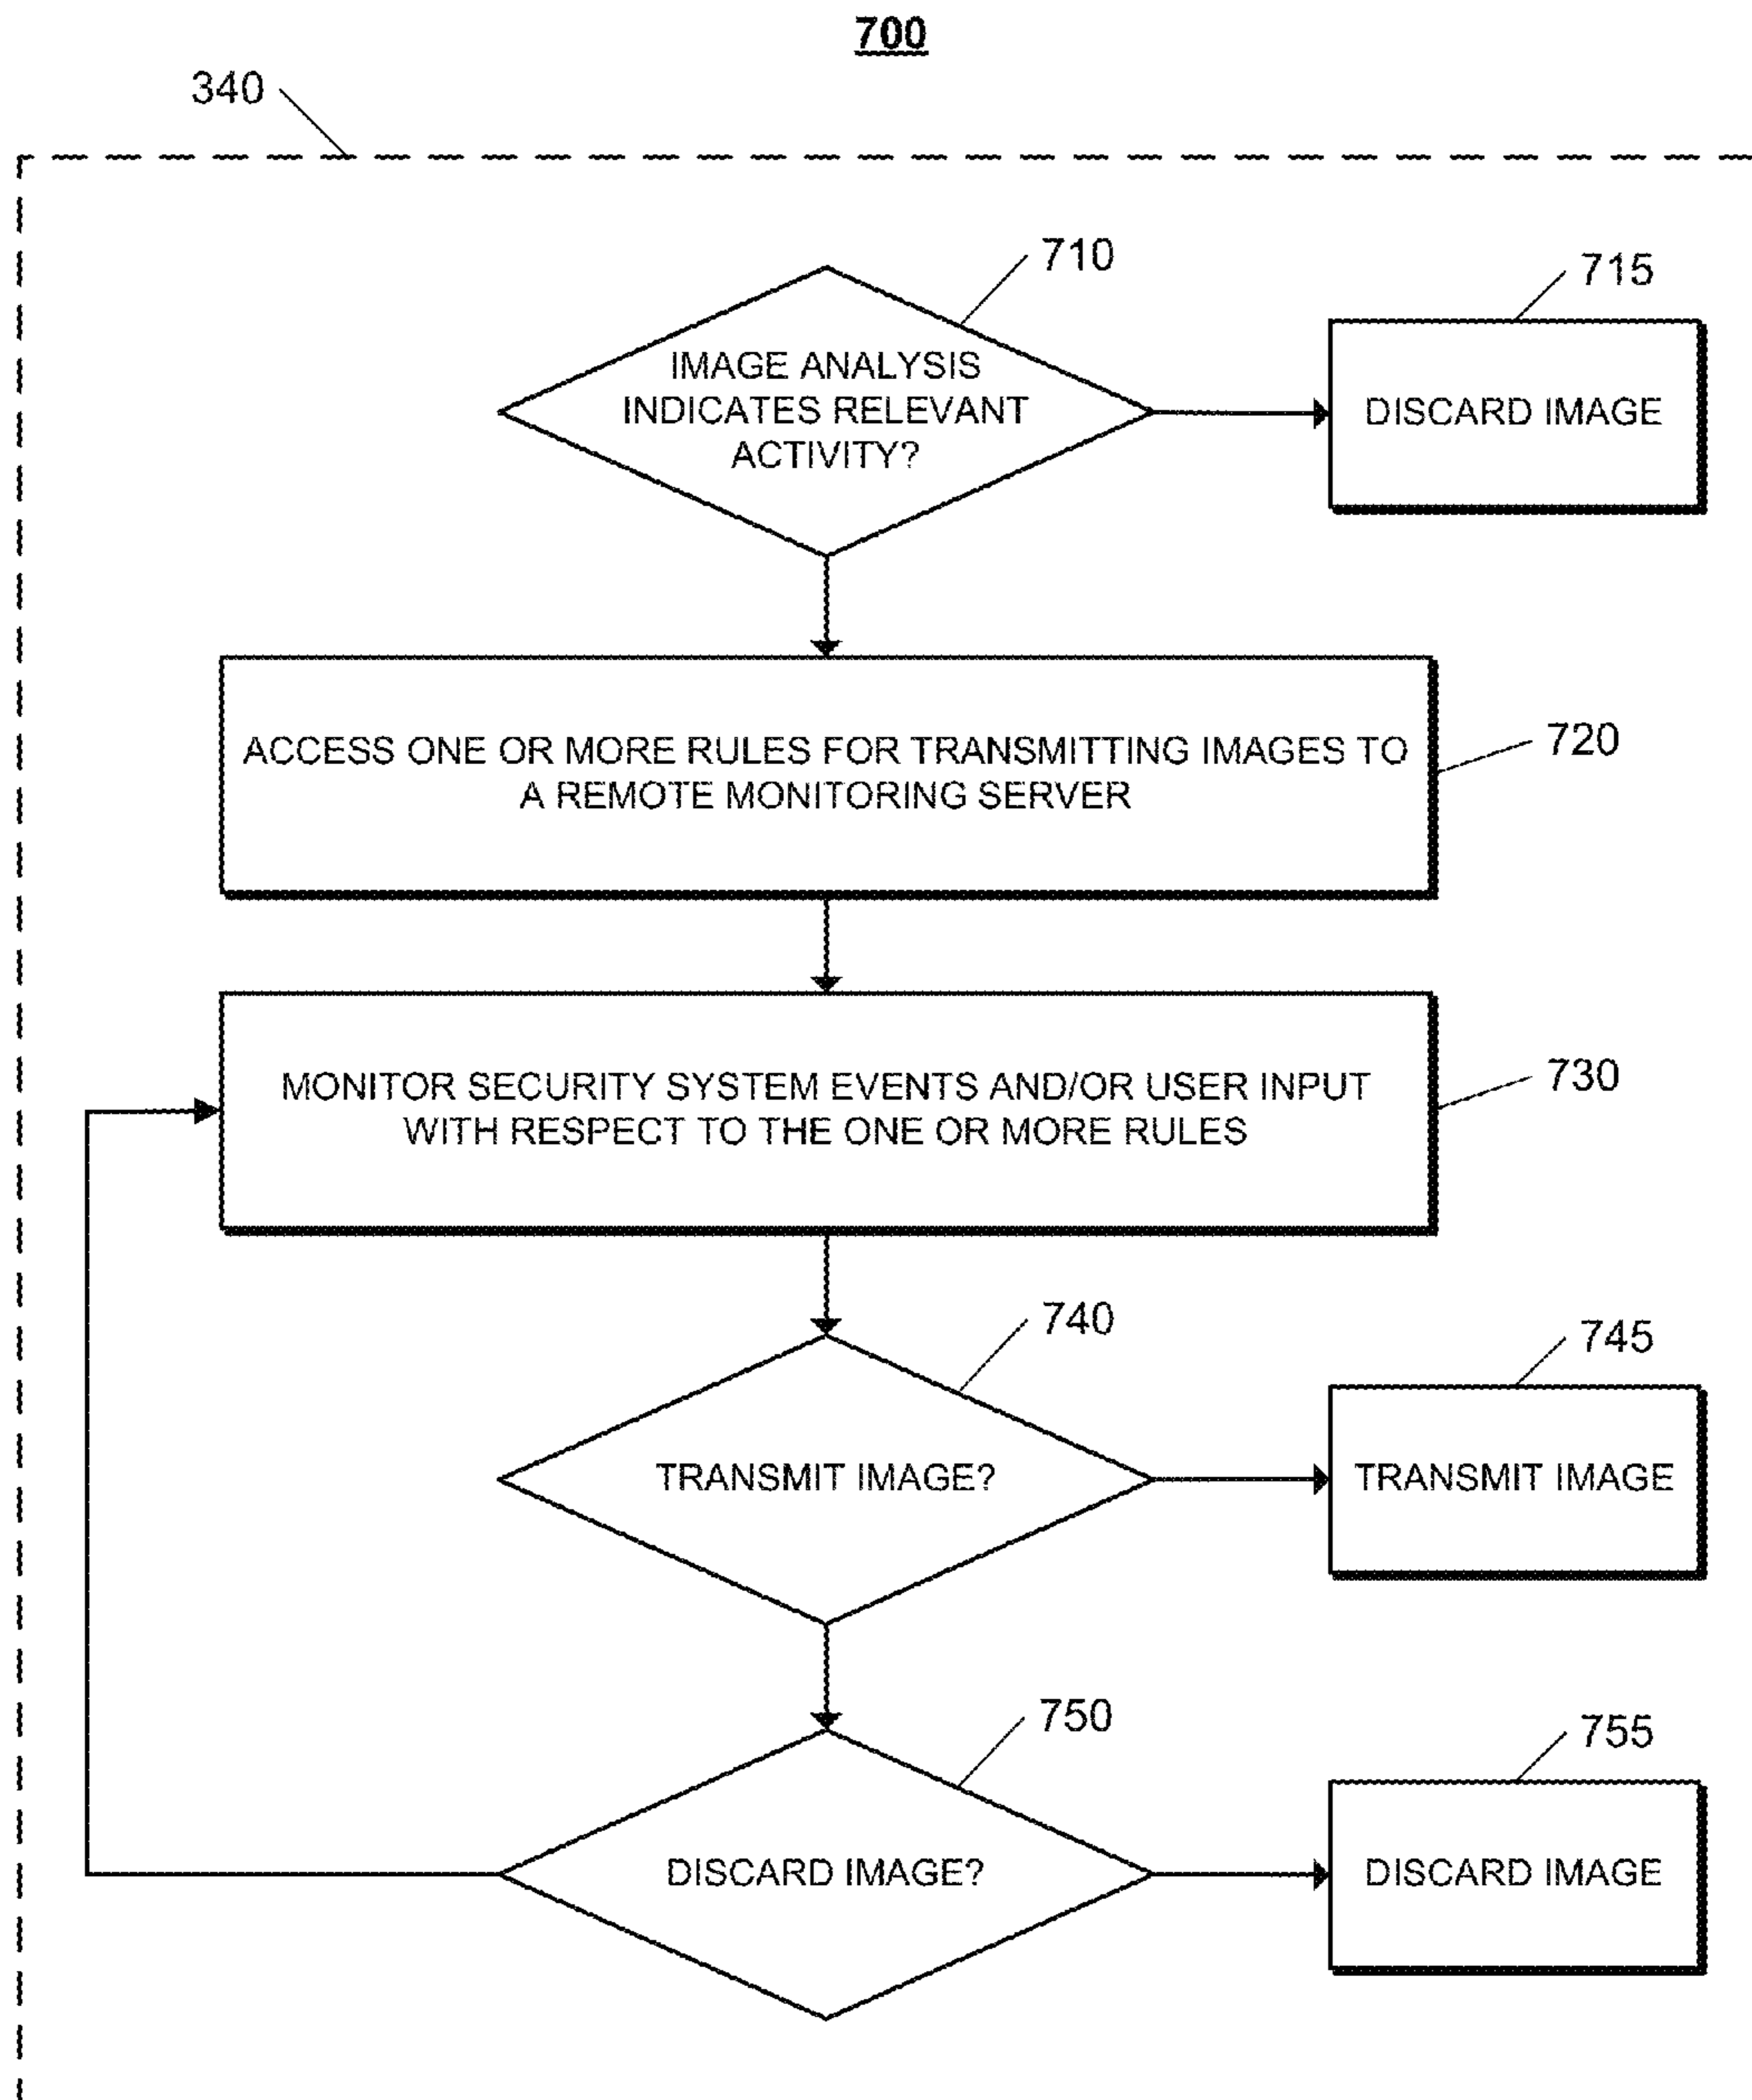 700
340
710
IMAGE ANALYSIS
INDICATES RELEVANT
ACTIVITY?
715
DISCARD IMAGE
ACCESS ONE OR MORE RULES FOR TRANSMITTING IMAGES TO
A REMOTE MONITORING SERVER
720
MONITOR SECURITY SYSTEM EVENTS AND/OR USER INPUT
WITH RESPECT TO THE ONE OR MORE RULES
730
740
TRANSMIT IMAGE?
745
TRANSMIT IMAGE
750
DISCARD IMAGE?
755
DISCARD IMAGE